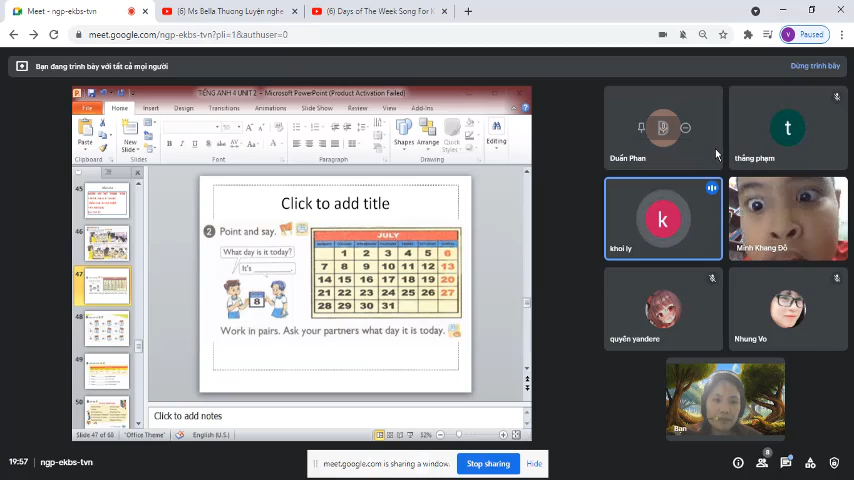 Meet - ngp-ekbs-tvn
(6) Ms Bella Thuong Luyện nghe
(6) Days of The Week Song For K
meet.google.com/ngp-ekbs-tvn?pli=1&authuser=0
Paused
Bạn đang trình bày với tất cả mọi người
Dừng trình bày
TIẾNG ANH 4 UNIT 2 - Microsoft PowerPoint (Product Activation Failed)
File Home Insert Design Transitions Animations Slide Show Review View Add-Ins
Paste
New
Slide
Shapes Arrange Quick
Styles
Editing
Clipboard Slides Font Paragraph Drawing
45
46
47
48
49
50
Click to add title
2 Point and say.
What day is it today?
It's ________.
8
JULY
1 2 3 4 5 6
7 8 9 10 11 12 13
14 15 16 17 18 19 20
21 22 23 24 25 26 27
28 29 30 31
Work in pairs. Ask your partners what day it is today.
Click to add notes
Slide 47 of 68 "Office Theme" English (U.S.) 32%
Duẩn Phan
t
thắng phạm
k
khoi ly
Minh Khang Đỗ
quyên yandere
Nhung Vo
Bạn
19:57 ngp-ekbs-tvn
meet.google.com is sharing a window.
Stop sharing
Hide
8